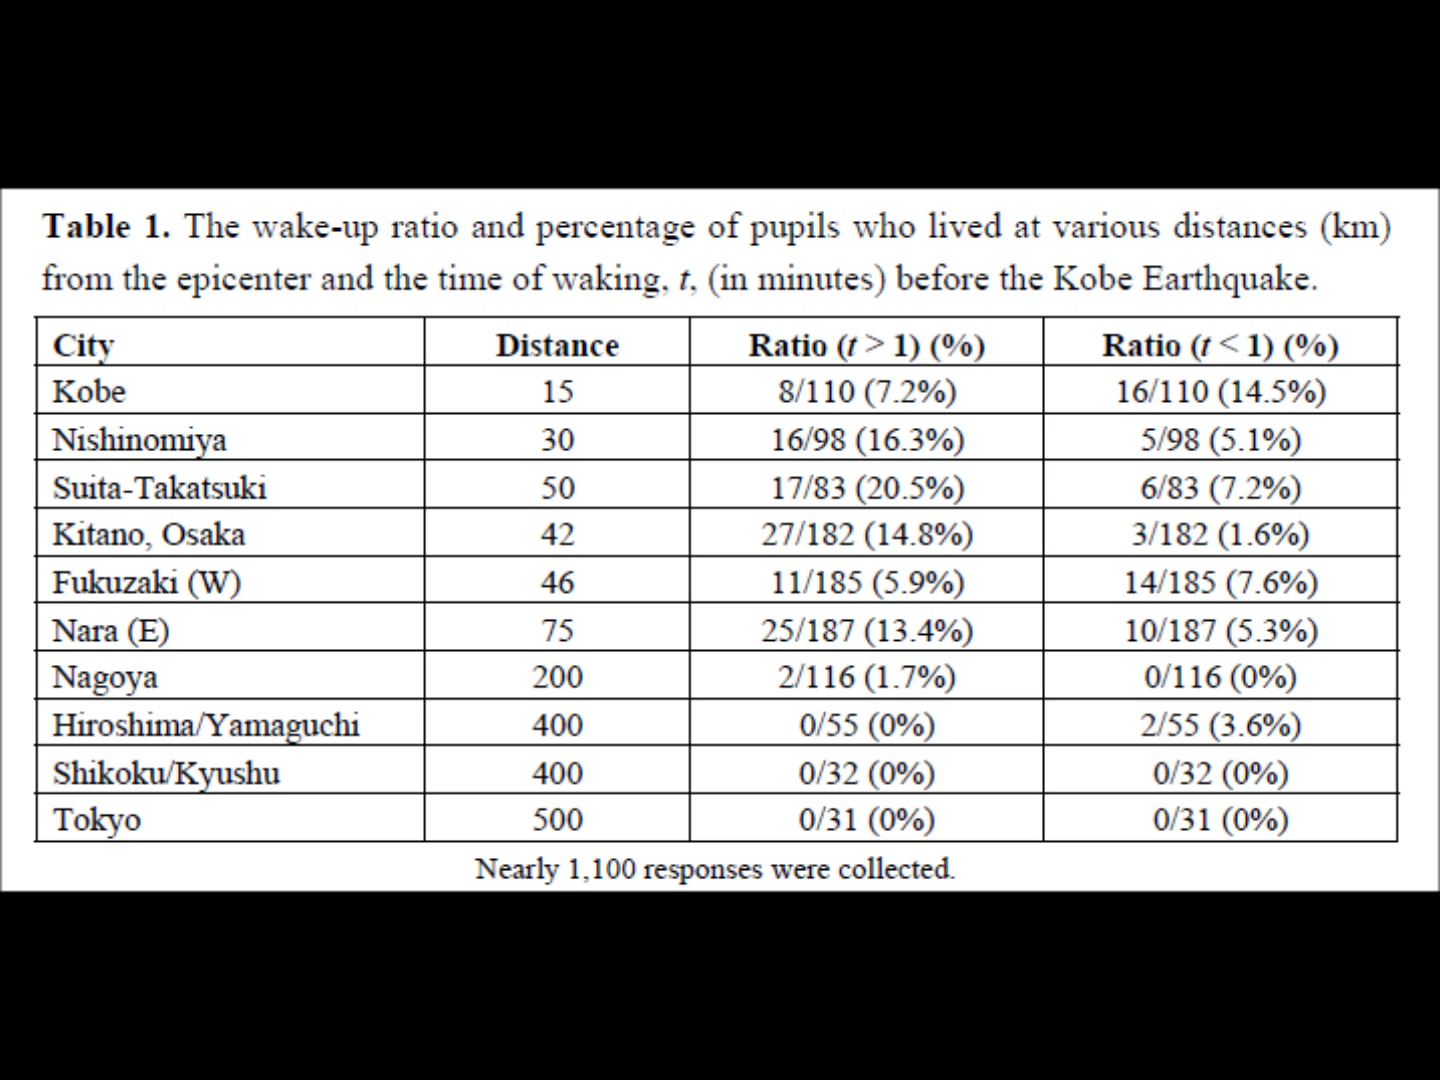 Table 1. The wake-up ratio and percentage of pupils who lived at various distances (km)
from the epicenter and the time of waking, t, (in minutes) before the Kobe Earthquake.
City Distance Ratio (t > 1) (%) Ratio (t < 1) (%)
Kobe 15 8/110 (7.2%) 16/110 (14.5%)
Nishinomiya 30 16/98 (16.3%) 5/98 (5.1%)
Suita-Takatsuki 50 17/83 (20.5%) 6/83 (7.2%)
Kitano, Osaka 42 27/182 (14.8%) 3/182 (1.6%)
Fukuzaki (W) 46 11/185 (5.9%) 14/185 (7.6%)
Nara (E) 75 25/187 (13.4%) 10/187 (5.3%)
Nagoya 200 2/116 (1.7%) 0/116 (0%)
Hiroshima/Yamaguchi 400 0/55 (0%) 2/55 (3.6%)
Shikoku/Kyushu 400 0/32 (0%) 0/32 (0%)
Tokyo 500 0/31 (0%) 0/31 (0%)
Nearly 1,100 responses were collected.